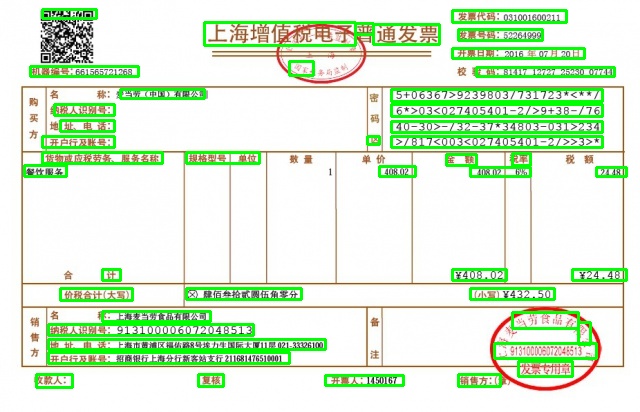 上海增值税电子普通发票
发票代码: 031001600211
发票号码: 52264999
开票日期: 2016 年07 月20日
机器编号: 661565721268
校 验 码: 81417 12727 25230 07744
购买方
名 称: 麦当劳(中国)有限公司
纳税人识别号:
地 址、电 话:
开户行及账号:
密码区
5+06367>9239803/731723*<**/
6*>03<027405401-2/>9+38-/76
40-30>-/32-37*34803-031>234
>/817<003<027405401-2/>>3>*
货物或应税劳务、服务名称 规格型号 单位 数 量 单 价 金 额 税率 税 额
餐饮服务 1 408.02 408.02 6% 24.48
合 计 ¥408.02 ¥24.48
价税合计(大写) ⊗ 肆佰叁拾贰圆伍角零分 (小写) ¥432.50
销售方
名 称: 上海麦当劳食品有限公司
纳税人识别号: 913100006072048513
地 址、电 话: 上海市黄浦区福佑路8号埃力生国际大厦11层 021-33326100
开户行及账号: 招商银行上海分行新客站支行 211681476510001
备注
913100006072048513
发票专用章
收款人: 复核 开票人: 1450167 销售方:(章)